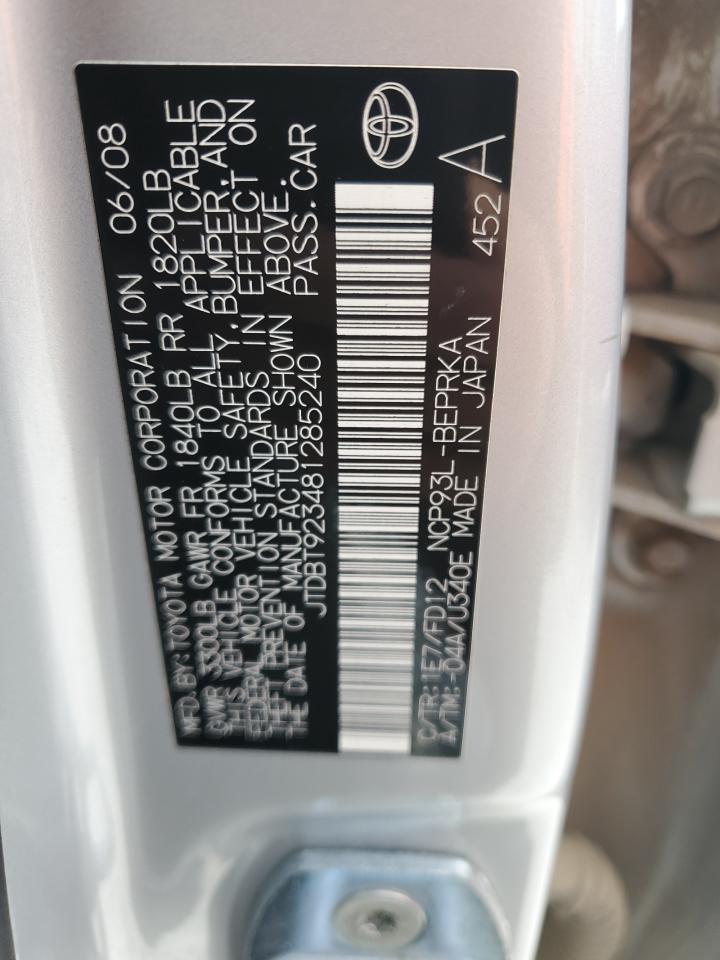 MFD. BY: TOYOTA MOTOR CORPORATION 06/08
GVWR 3300LB GAWR FR 1840LB RR 1820LB
THIS VEHICLE CONFORMS TO ALL APPLICABLE
FEDERAL MOTOR VEHICLE SAFETY, BUMPER, AND
THEFT PREVENTION STANDARDS IN EFFECT ON
THE DATE OF MANUFACTURE SHOWN ABOVE.
JTDBT923481285240 PASS. CAR
C/TR: 1E7/FD12 NCP93L-BEPRKA 452 A
A/TM: -04A/U340E MADE IN JAPAN